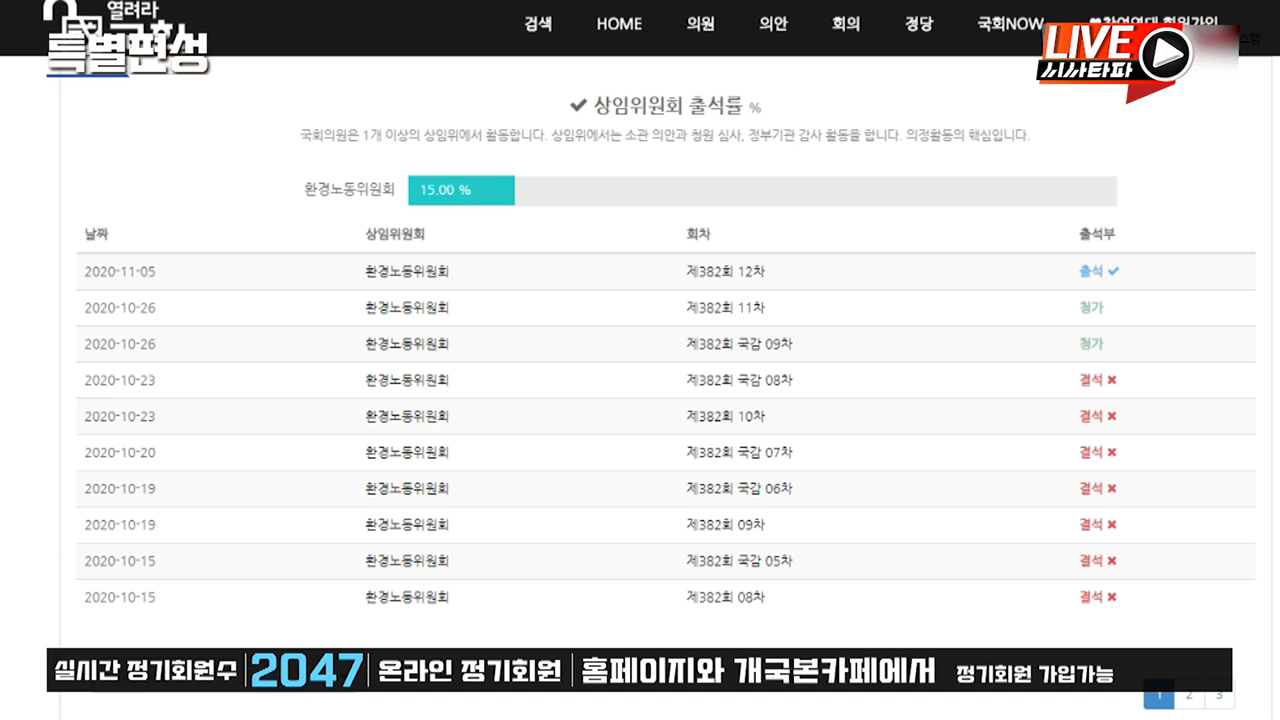 열려라
특별편성
검색 HOME 의원 의안 회의 정당 국회NOW
LIVE
시사타파
✔ 상임위원회 출석률 %
국회의원은 1개 이상의 상임위에서 활동합니다. 상임위에서는 소관 의안과 청원 심사, 정부기관 감사 활동을 합니다. 의정활동의 핵심입니다.
환경노동위원회 15.00 %
날짜 상임위원회 회차 출석부
2020-11-05 환경노동위원회 제382회 12차 출석 ✔
2020-10-26 환경노동위원회 제382회 11차 청가
2020-10-26 환경노동위원회 제382회 국감 09차 청가
2020-10-23 환경노동위원회 제382회 국감 08차 결석 ✖
2020-10-23 환경노동위원회 제382회 10차 결석 ✖
2020-10-20 환경노동위원회 제382회 국감 07차 결석 ✖
2020-10-19 환경노동위원회 제382회 국감 06차 결석 ✖
2020-10-19 환경노동위원회 제382회 09차 결석 ✖
2020-10-15 환경노동위원회 제382회 국감 05차 결석 ✖
2020-10-15 환경노동위원회 제382회 08차 결석 ✖
실시간 정기회원수 2047 온라인 정기회원 홈페이지와 개국본카페에서 정기회원 가입가능
1 2 3